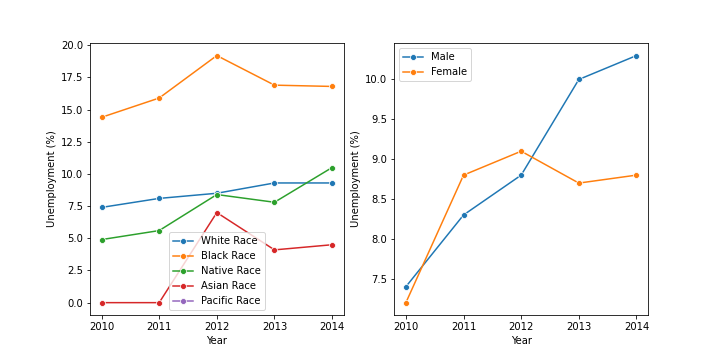 Unemployment (%)
20.0
17.5
15.0
12.5
10.0
7.5
5.0
2.5
0.0
White Race
Black Race
Native Race
Asian Race
Pacific Race
2010 2011 2012 2013 2014
Year
Unemployment (%)
10.0
9.5
9.0
8.5
8.0
7.5
Male
Female
2010 2011 2012 2013 2014
Year